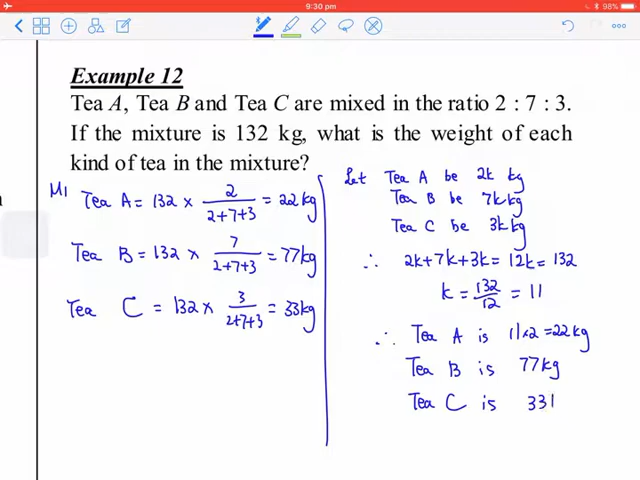 9:30 pm
98%
Example 12
Tea A, Tea B and Tea C are mixed in the ratio 2 : 7 : 3.
If the mixture is 132 kg, what is the weight of each
kind of tea in the mixture?
M1
Tea A = 132 × 2/(2+7+3) = 22kg
Tea B = 132 × 7/(2+7+3) = 77kg
Tea C = 132 × 3/(2+7+3) = 33kg
Let Tea A be 2k kg
Tea B be 7k kg
Tea C be 3k kg
∴ 2k+7k+3k = 12k = 132
k = 132/12 = 11
∴ Tea A is 11×2 = 22kg
Tea B is 77kg
Tea C is 33l